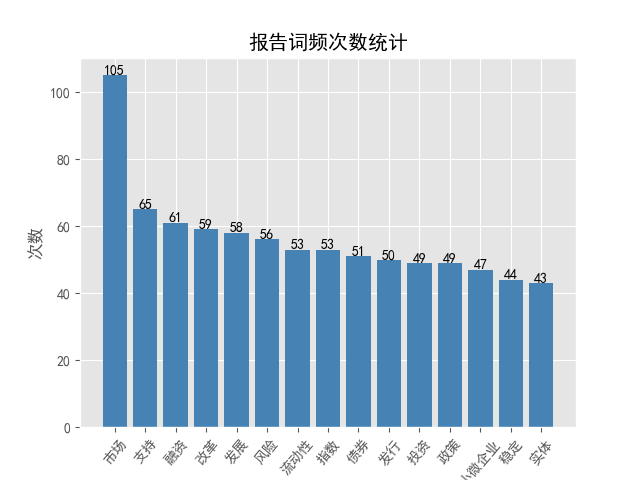 报告词频次数统计
次数
100
80
60
40
20
0
105
65
61
59
58
56
53
53
51
50
49
49
47
44
43
市场
支持
融资
改革
发展
风险
流动性
指数
债券
发行
投资
政策
小微企业
稳定
实体